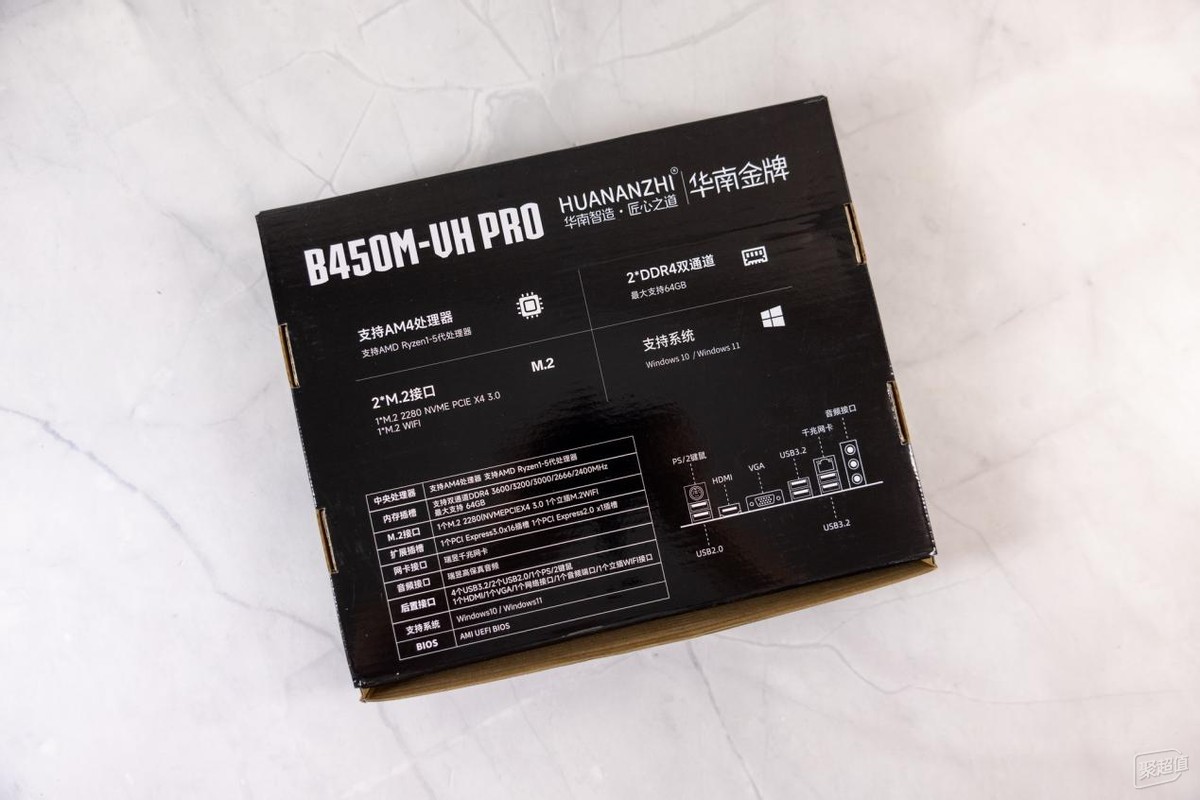 B450M-VH PRO
HUANANZHI®
华南智造·匠心之道
华南金牌
支持AM4处理器
支持AMD Ryzen1-5代处理器
2*DDR4双通道
最大支持64GB
2*M.2接口
M.2
1*M.2 2280 NVME PCIE X4 3.0
1*M.2 WIFI
支持系统
Windows 10 / Windows 11
中央处理器 支持AM4处理器 支持AMD Ryzen1-5代处理器
内存插槽 支持双通道DDR4 3600/3200/3000/2666/2400MHz
最大支持 64GB
M.2接口 1个M.2 2280(NVMEPCIEX4 3.0 1个立插M.2WIFI
扩展插槽 1个PCI Express3.0x16插槽 1个PCI Express2.0 x1插槽
网卡接口 瑞昱千兆网卡
音频接口 瑞昱高保真音频
后置接口 4个USB3.2/2个USB2.0/1个PS/2键鼠
1个HDMI/1个VGA/1个网络接口/1个音频端口/1个立插WIFI接口
支持系统 Windows10 / Windows11
BIOS AMI UEFI BIOS
PS/2键鼠
HDMI
VGA
USB3.2
千兆网卡
音频接口
USB2.0
USB3.2
聚超值